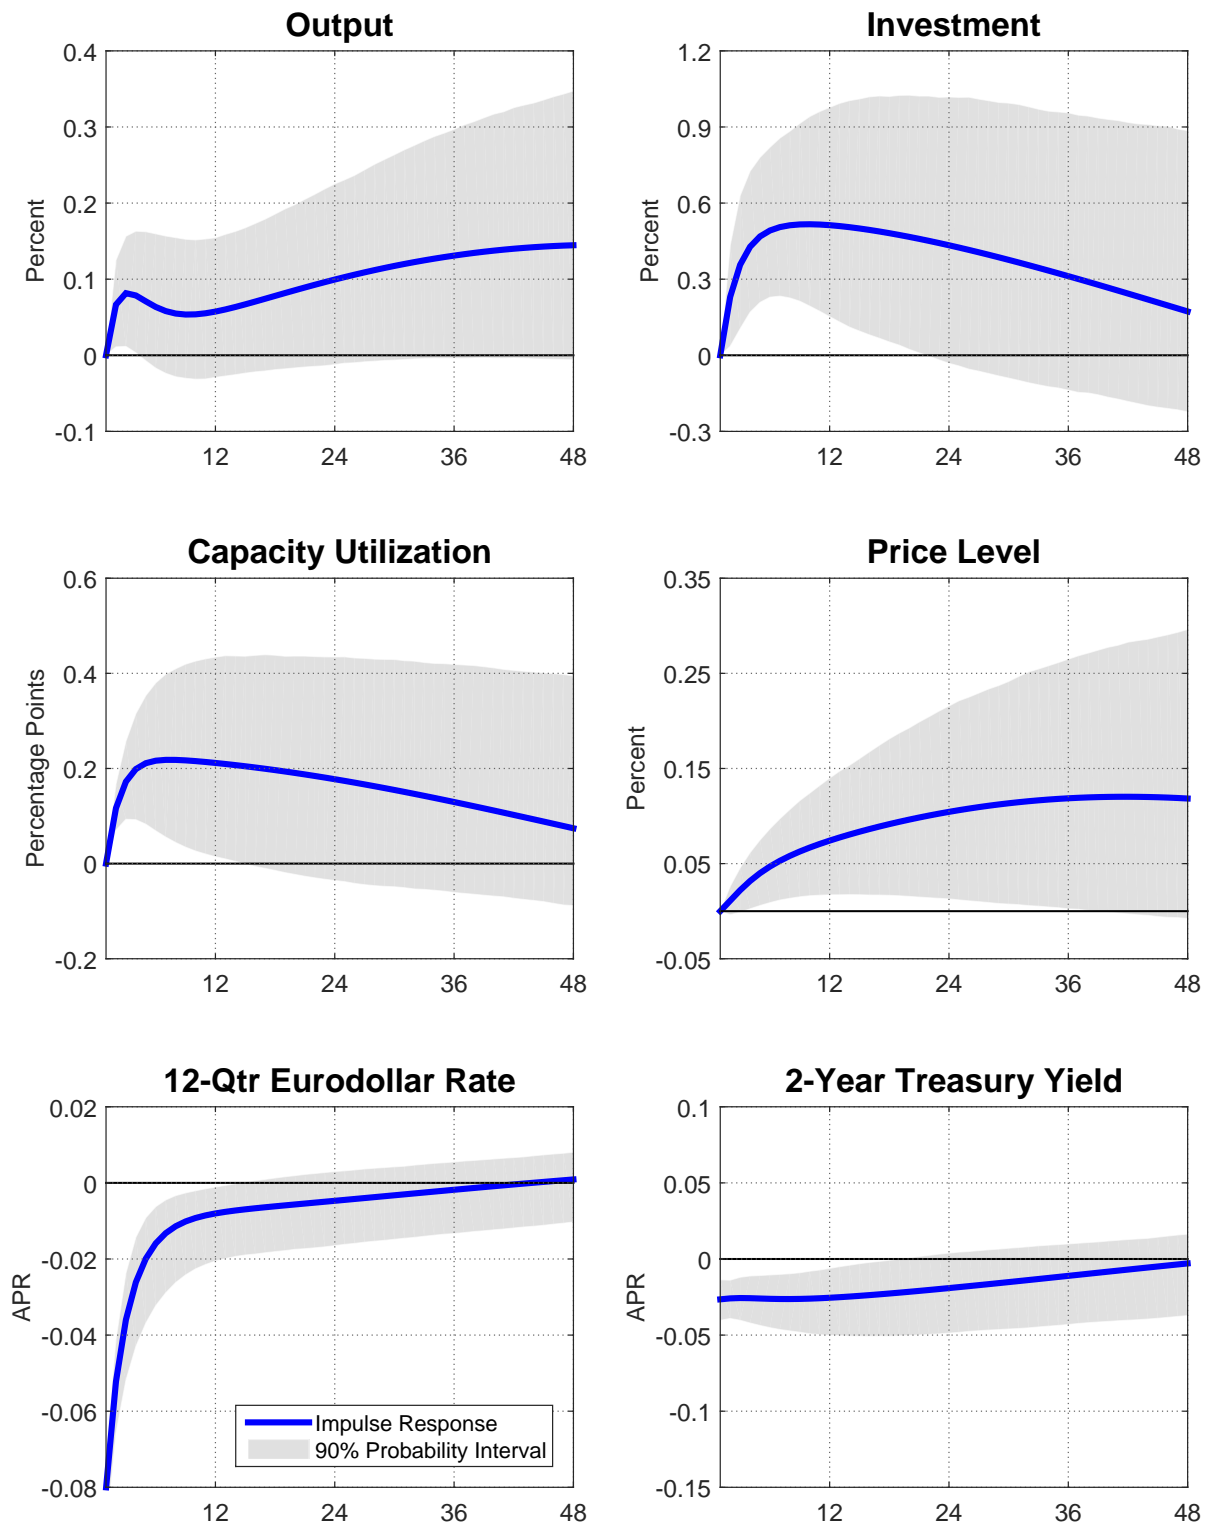 Output
Percent
0.4
0.3
0.2
0.1
0
-0.1
12 24 36 48
Investment
Percent
1.2
0.9
0.6
0.3
0
-0.3
12 24 36 48
Capacity Utilization
Percentage Points
0.6
0.4
0.2
0
-0.2
12 24 36 48
Price Level
Percent
0.35
0.25
0.15
0.05
-0.05
12 24 36 48
12-Qtr Eurodollar Rate
APR
0.02
0
-0.02
-0.04
-0.06
-0.08
Impulse Response
90% Probability Interval
12 24 36 48
2-Year Treasury Yield
APR
0.1
0.05
0
-0.05
-0.1
-0.15
12 24 36 48